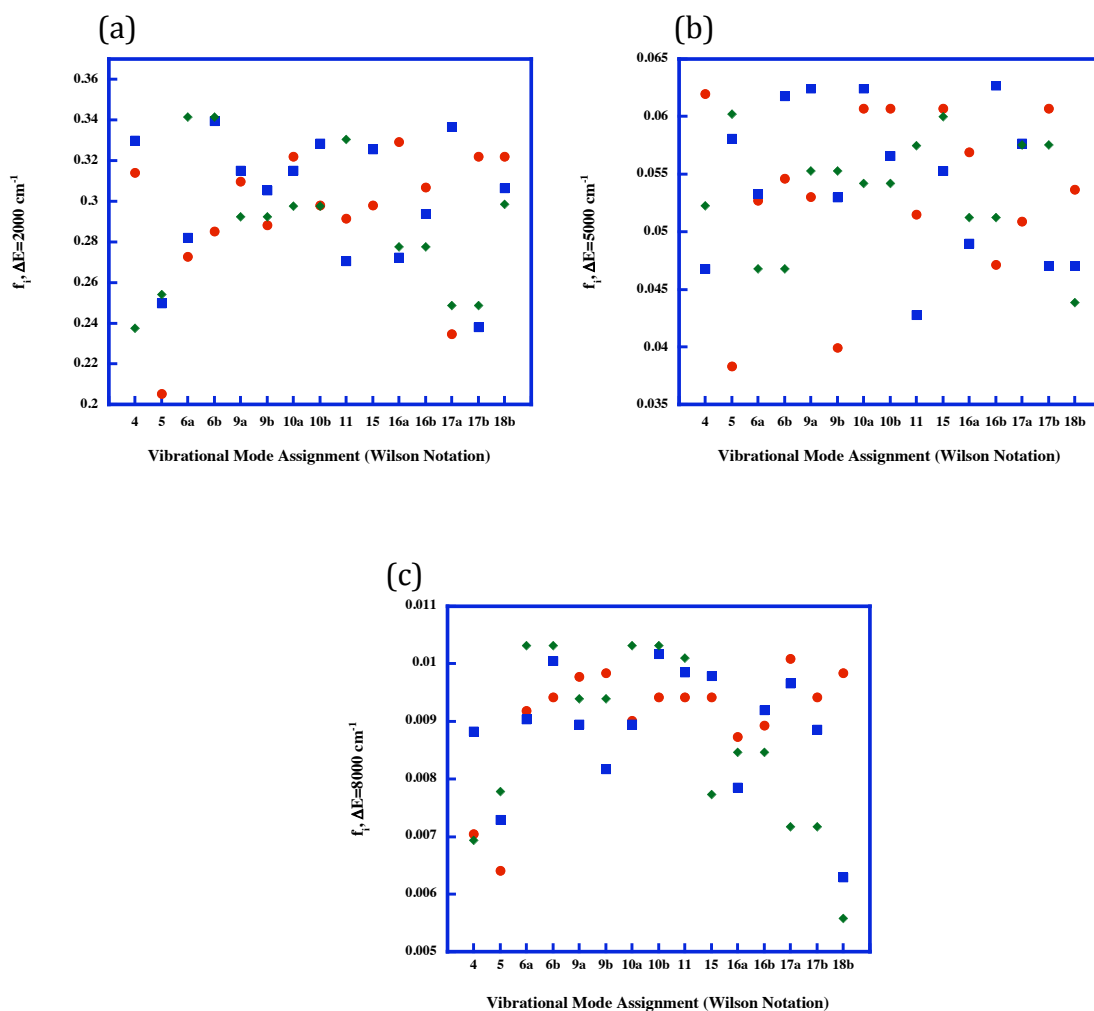 (a)
0.36
0.34
0.32
0.3
0.28
0.26
0.24
0.22
0.2
f_i, ΔE=2000 cm⁻¹
4 5 6a 6b 9a 9b 10a 10b 11 15 16a 16b 17a 17b 18b
Vibrational Mode Assignment (Wilson Notation)
(b)
0.065
0.06
0.055
0.05
0.045
0.04
0.035
f_i, ΔE=5000 cm⁻¹
4 5 6a 6b 9a 9b 10a 10b 11 15 16a 16b 17a 17b 18b
Vibrational Mode Assignment (Wilson Notation)
(c)
0.011
0.01
0.009
0.008
0.007
0.006
0.005
f_i, ΔE=8000 cm⁻¹
4 5 6a 6b 9a 9b 10a 10b 11 15 16a 16b 17a 17b 18b
Vibrational Mode Assignment (Wilson Notation)